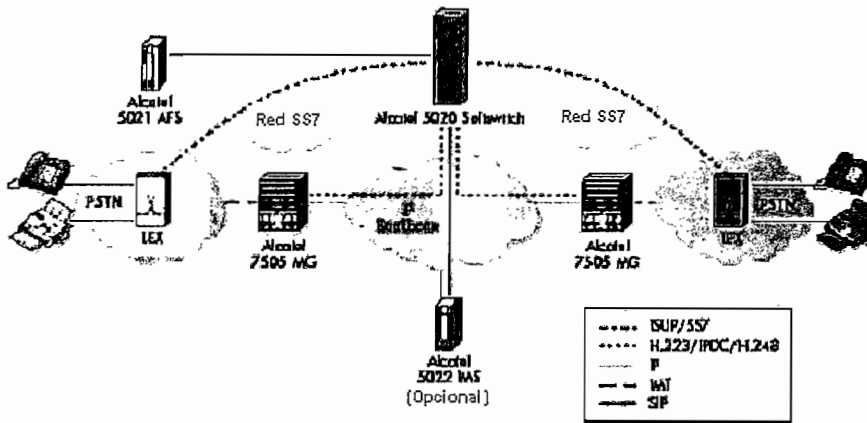 Alcatel
5021 AFS
Red SS7
Alcatel 5020 Softswitch
Red SS7
PSTN
LEX
Alcatel
7505 MG
IP
Backbone
Alcatel
7505 MG
LEX
PSTN
Alcatel
5022
(Opcional)
ISUP/SS7
H.323/IPDC/H.248
IP
SIP